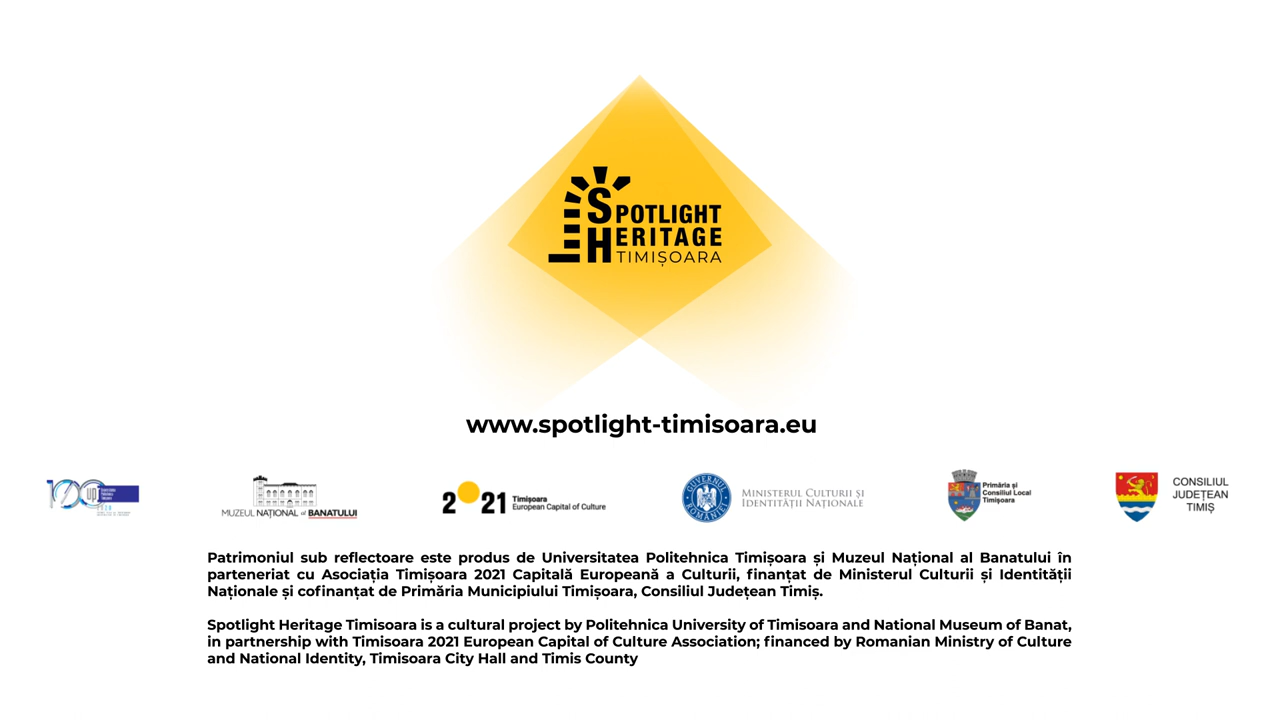 SPOTLIGHT
HERITAGE
TIMIȘOARA
SH
www.spotlight-timisoara.eu
100
up
MUZEUL NAȚIONAL al BANATULUI
2021
Timișoara
European Capital of Culture
GUVERNUL ROMÂNIEI
MINISTERUL CULTURII ȘI
IDENTITĂȚII NAȚIONALE
Primăria și
Consiliul Local
Timișoara
CONSILIUL
JUDEȚEAN
TIMIȘ
Patrimoniul sub reflectoare este produs de Universitatea Politehnica Timișoara și Muzeul Național al Banatului în
parteneriat cu Asociația Timișoara 2021 Capitală Europeană a Culturii, finanțat de Ministerul Culturii și Identității
Naționale și cofinanțat de Primăria Municipiului Timișoara, Consiliul Județean Timiș.
Spotlight Heritage Timisoara is a cultural project by Politehnica University of Timisoara and National Museum of Banat,
in partnership with Timisoara 2021 European Capital of Culture Association; financed by Romanian Ministry of Culture
and National Identity, Timisoara City Hall and Timis County